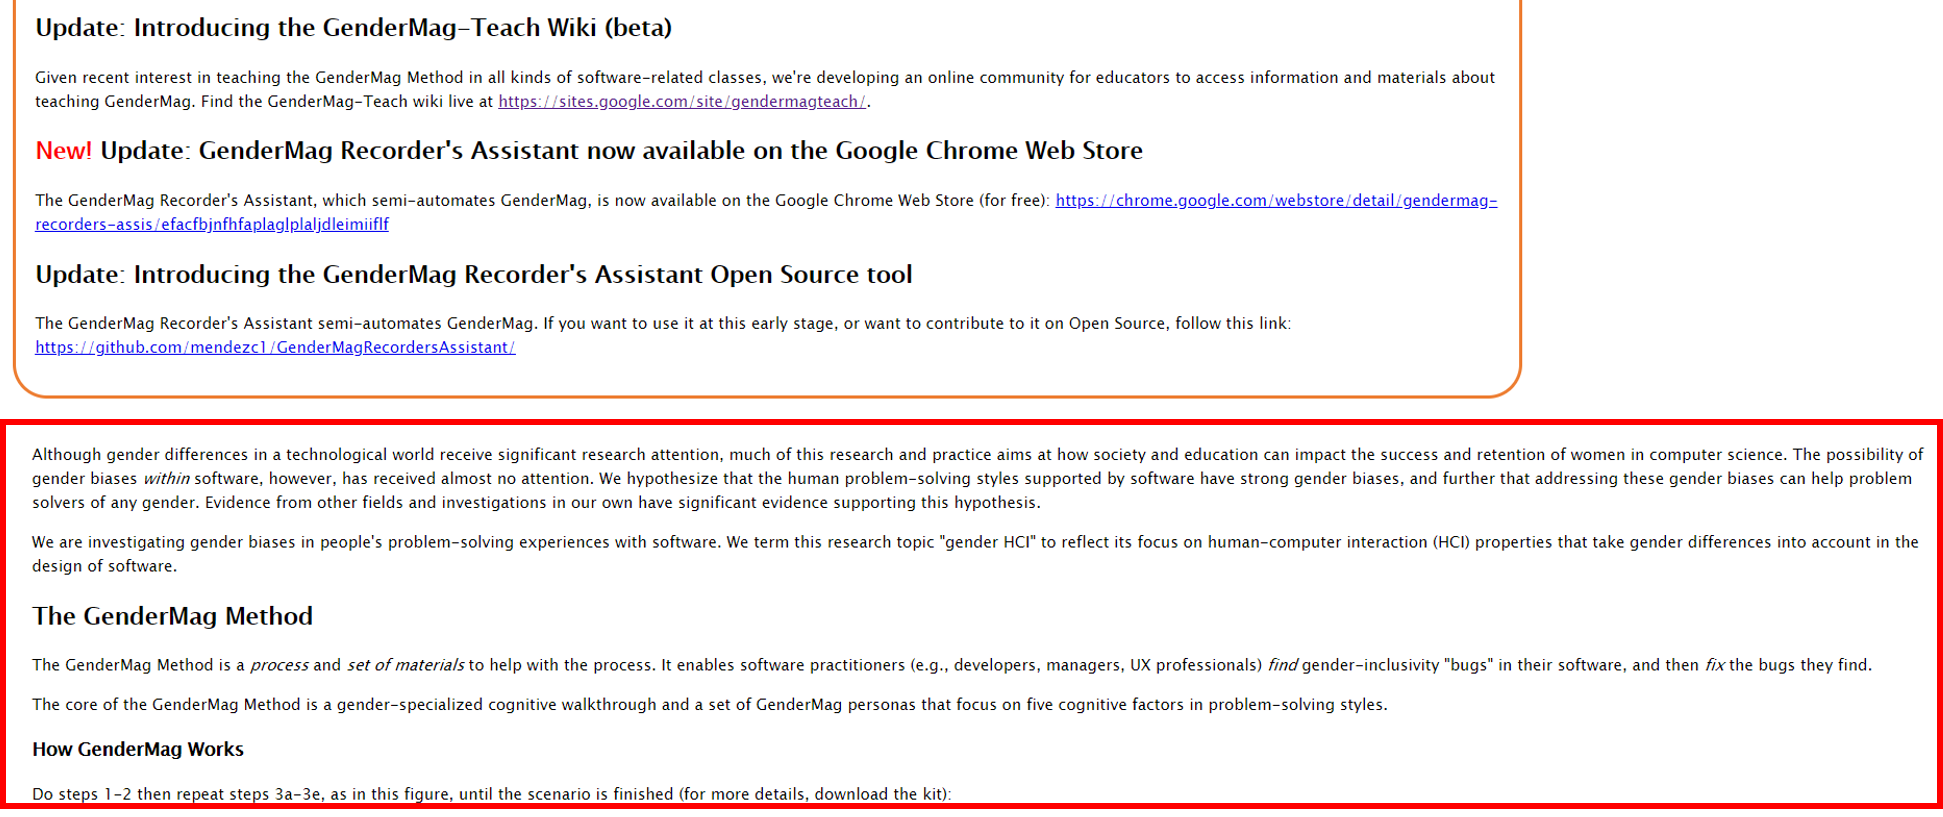 Update: Introducing the GenderMag-Teach Wiki (beta)
Given recent interest in teaching the GenderMag Method in all kinds of software-related classes, we're developing an online community for educators to access information and materials about
teaching GenderMag. Find the GenderMag-Teach wiki live at https://sites.google.com/site/gendermagteach/.
New! Update: GenderMag Recorder's Assistant now available on the Google Chrome Web Store
The GenderMag Recorder's Assistant, which semi-automates GenderMag, is now available on the Google Chrome Web Store (for free): https://chrome.google.com/webstore/detail/gendermag-
recorders-assis/efacfbjnfhfaplaglplaljdleimiiflf
Update: Introducing the GenderMag Recorder's Assistant Open Source tool
The GenderMag Recorder's Assistant semi-automates GenderMag. If you want to use it at this early stage, or want to contribute to it on Open Source, follow this link:
https://github.com/mendezc1/GenderMagRecordersAssistant/
Although gender differences in a technological world receive significant research attention, much of this research and practice aims at how society and education can impact the success and retention of women in computer science. The possibility of
gender biases within software, however, has received almost no attention. We hypothesize that the human problem-solving styles supported by software have strong gender biases, and further that addressing these gender biases can help problem
solvers of any gender. Evidence from other fields and investigations in our own have significant evidence supporting this hypothesis.
We are investigating gender biases in people's problem-solving experiences with software. We term this research topic "gender HCI" to reflect its focus on human-computer interaction (HCI) properties that take gender differences into account in the
design of software.
The GenderMag Method
The GenderMag Method is a process and set of materials to help with the process. It enables software practitioners (e.g., developers, managers, UX professionals) find gender-inclusivity "bugs" in their software, and then fix the bugs they find.
The core of the GenderMag Method is a gender-specialized cognitive walkthrough and a set of GenderMag personas that focus on five cognitive factors in problem-solving styles.
How GenderMag Works
Do steps 1-2 then repeat steps 3a-3e, as in this figure, until the scenario is finished (for more details, download the kit):